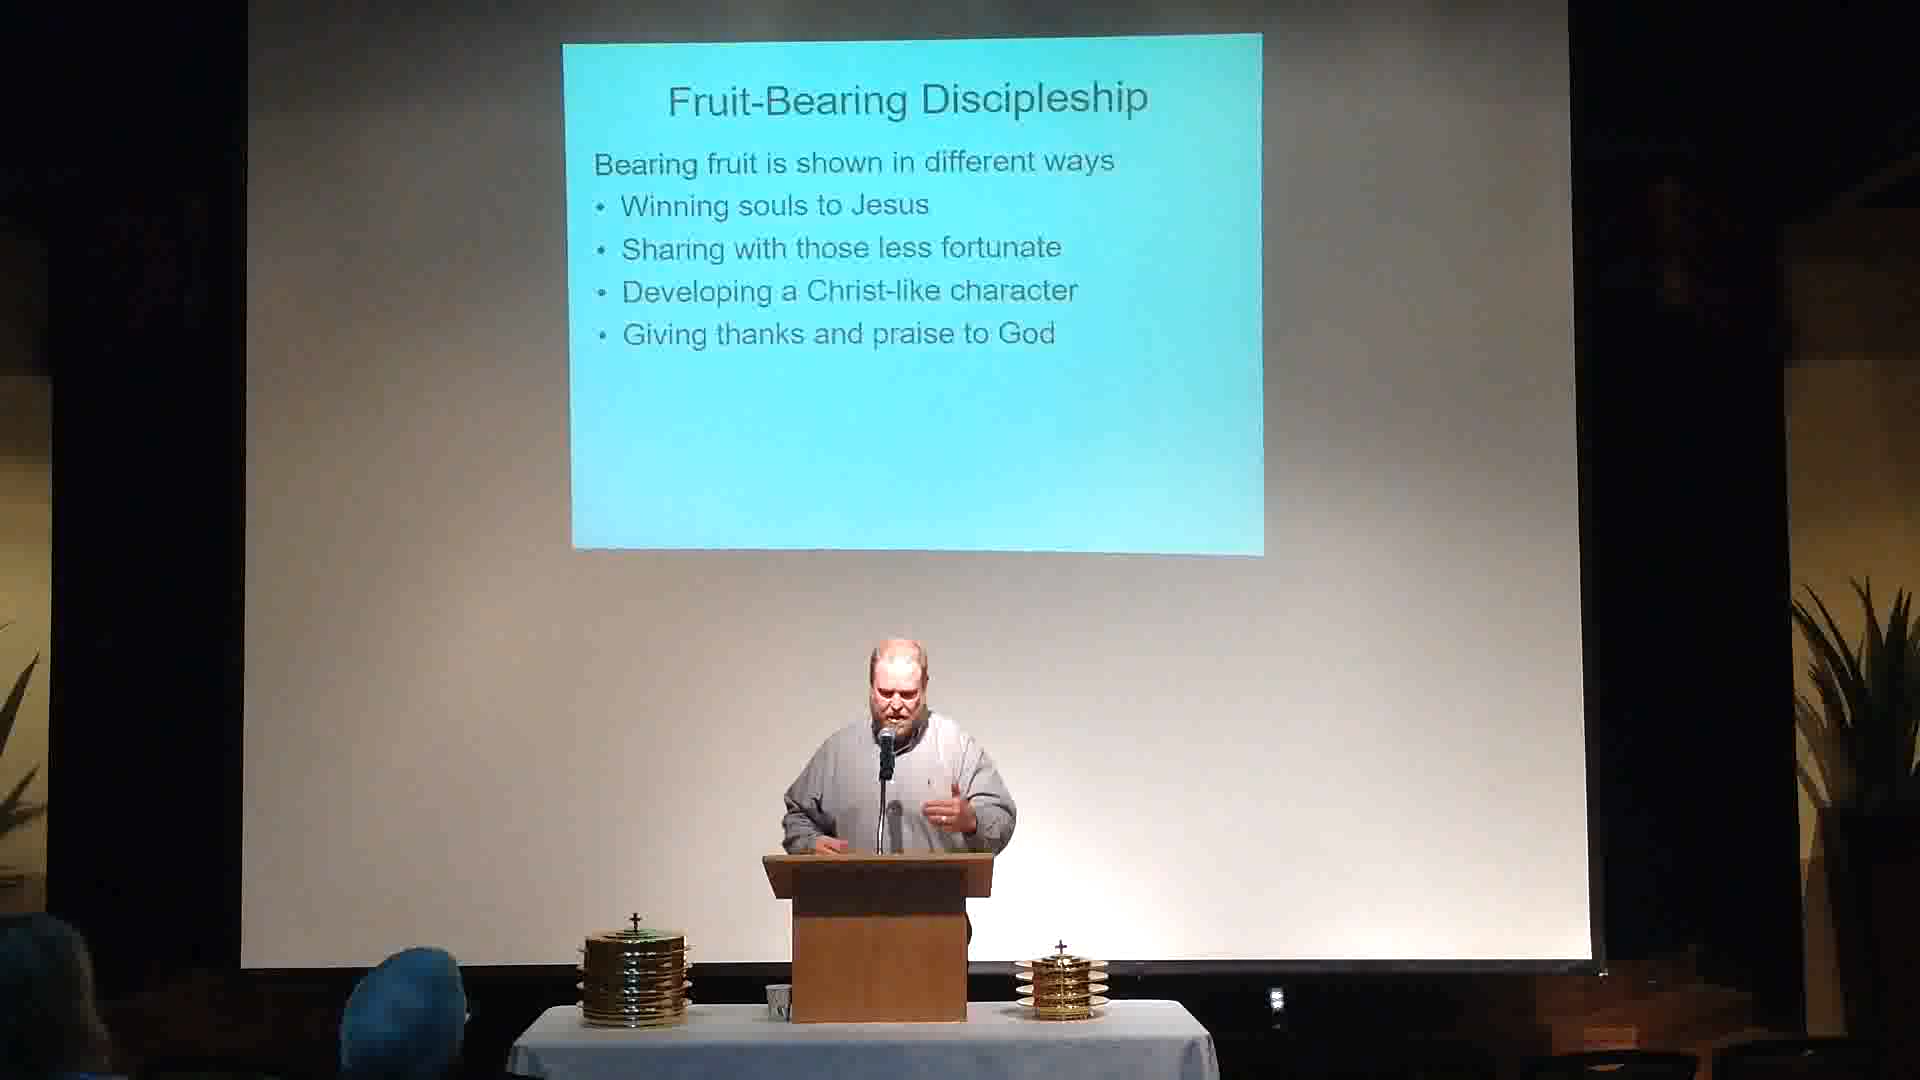 Fruit-Bearing Discipleship
Bearing fruit is shown in different ways
• Winning souls to Jesus
• Sharing with those less fortunate
• Developing a Christ-like character
• Giving thanks and praise to God